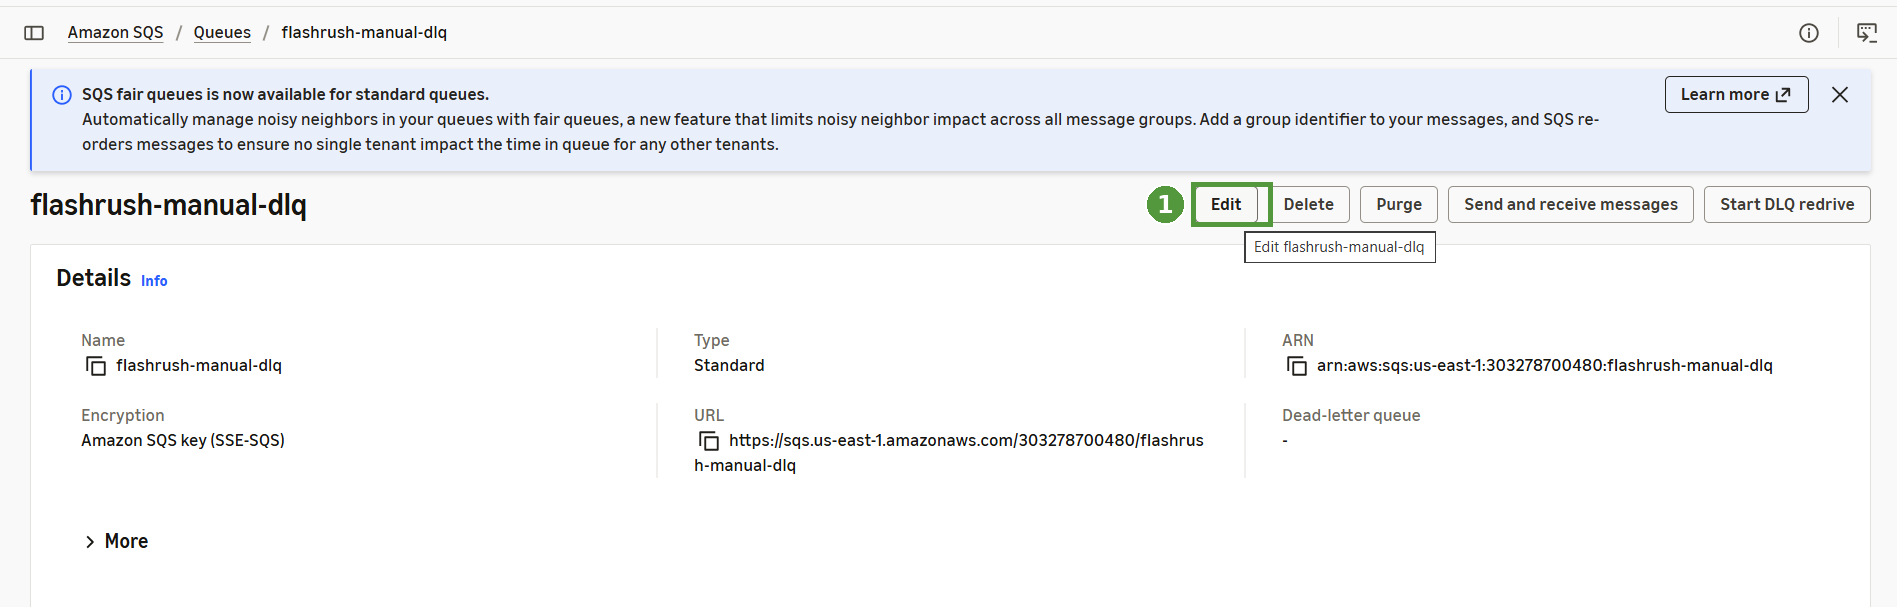 Amazon SQS / Queues / flashrush-manual-dlq
SQS fair queues is now available for standard queues.
Automatically manage noisy neighbors in your queues with fair queues, a new feature that limits noisy neighbor impact across all message groups. Add a group identifier to your messages, and SQS re-
orders messages to ensure no single tenant impact the time in queue for any other tenants.
Learn more
flashrush-manual-dlq
1 Edit Delete Purge Send and receive messages Start DLQ redrive
Edit flashrush-manual-dlq
Details Info
Name
flashrush-manual-dlq
Type
Standard
ARN
arn:aws:sqs:us-east-1:303278700480:flashrush-manual-dlq
Encryption
Amazon SQS key (SSE-SQS)
URL
https://sqs.us-east-1.amazonaws.com/303278700480/flashrus
h-manual-dlq
Dead-letter queue
-
More